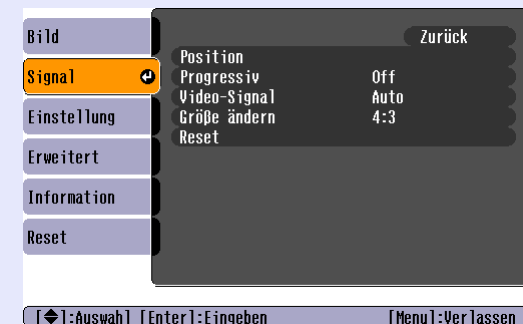 Bild
Signal
Einstellung
Erweitert
Information
Reset
Zurück
Position
Progressiv Off
Video-Signal Auto
Größe ändern 4:3
Reset
[◆]:Auswahl [Enter]:Eingeben [Menu]:Verlassen